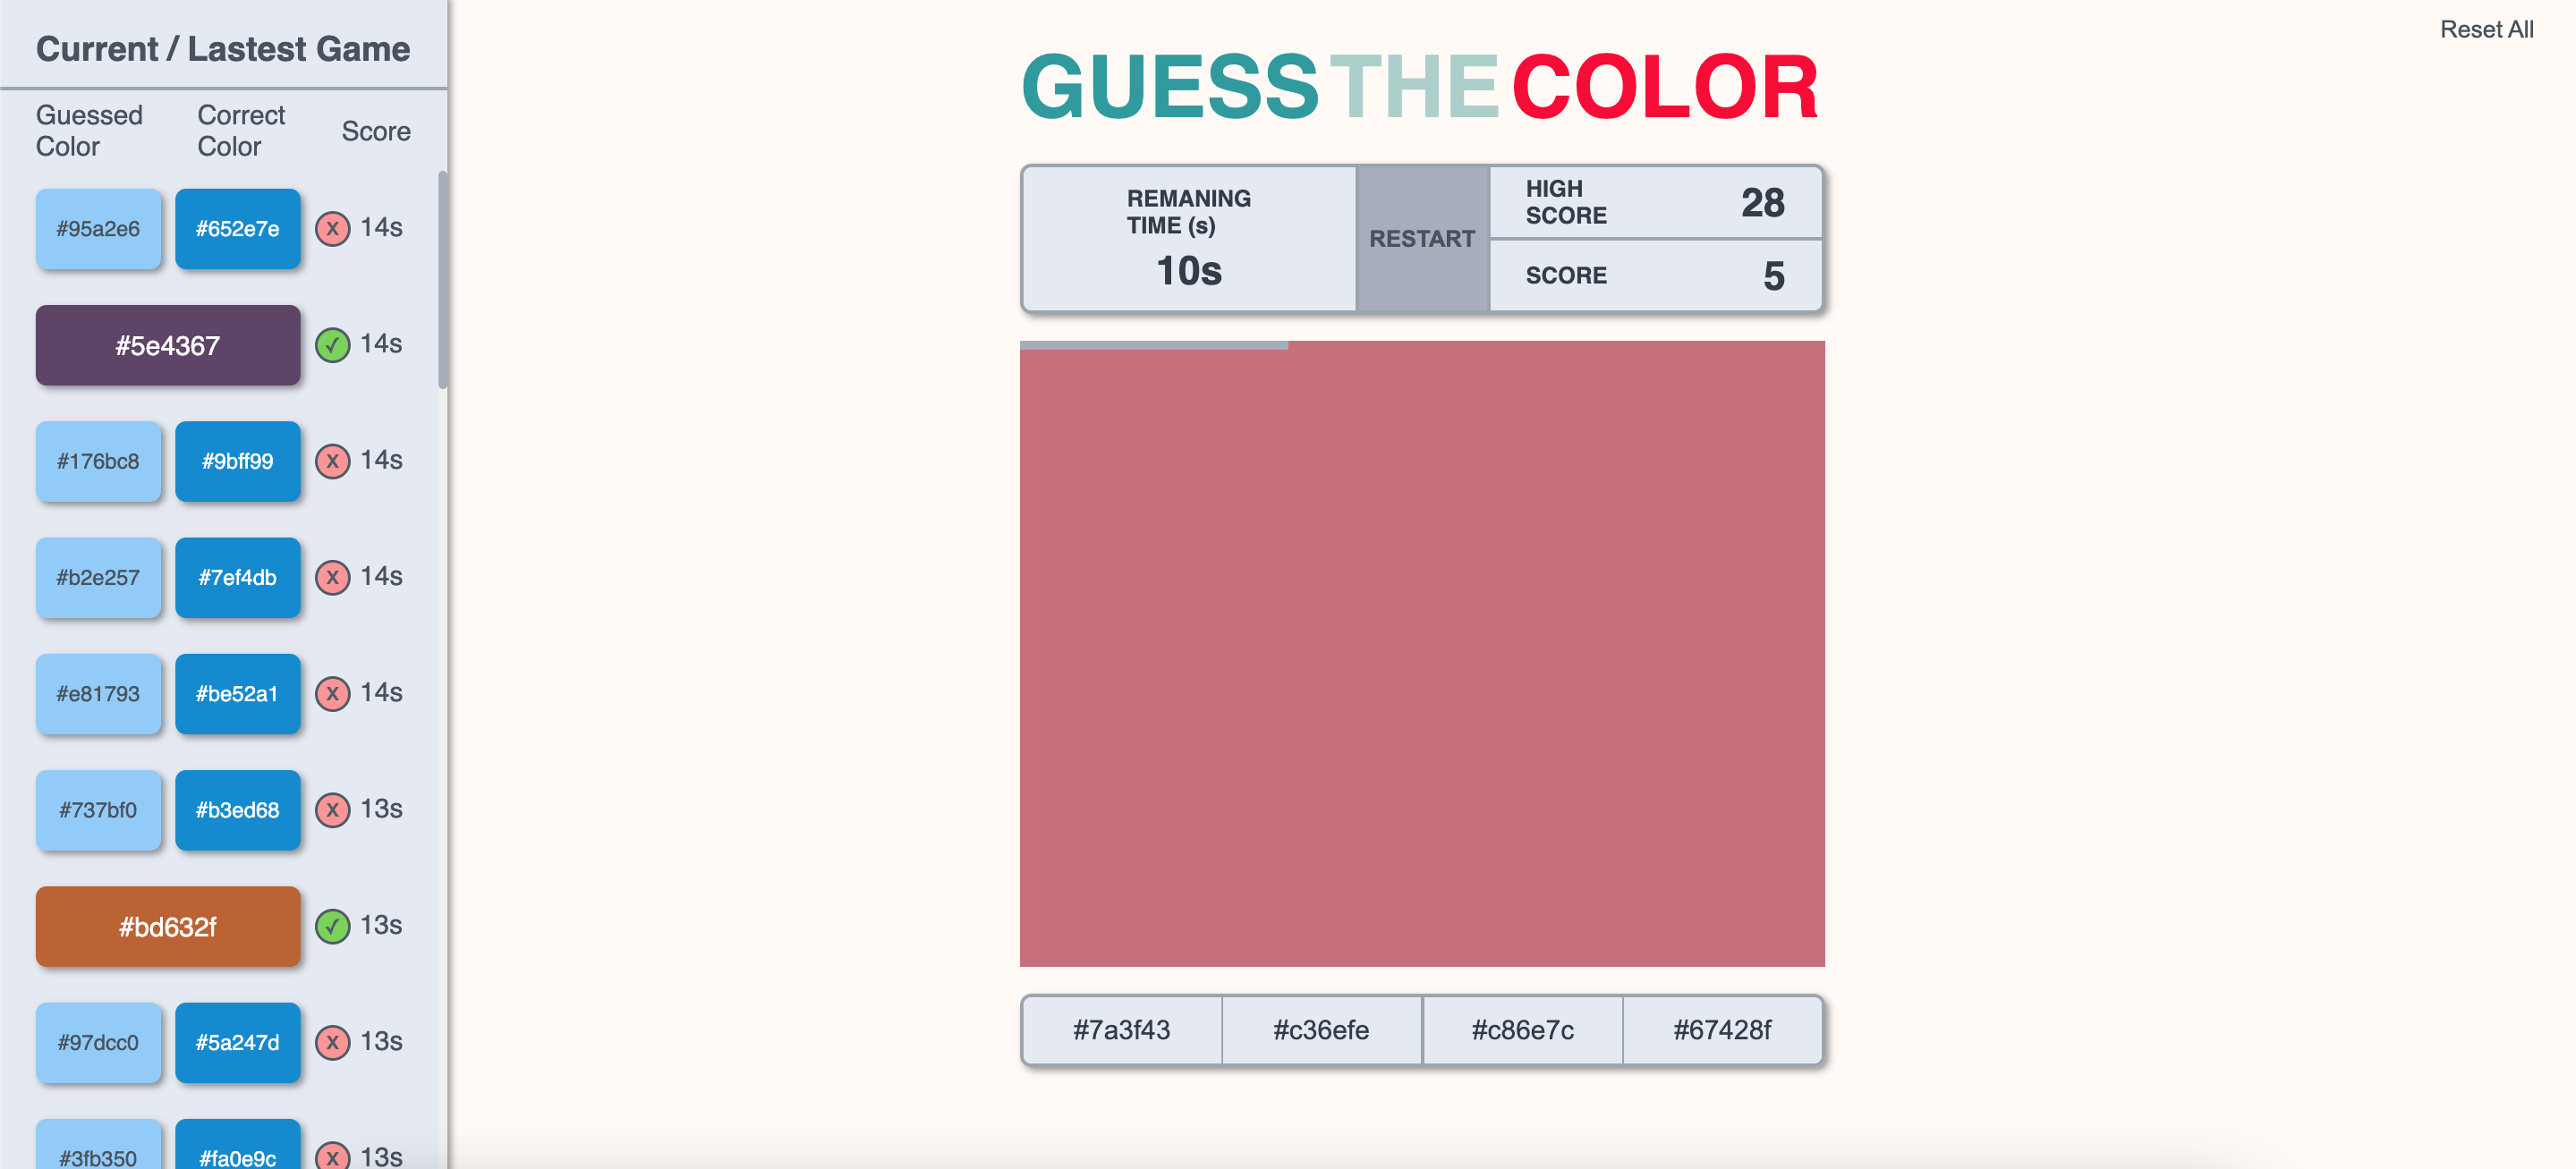 Current / Lastest Game
Guessed Color
Correct Color
Score
#95a2e6 #652e7e X 14s
#5e4367 ✓ 14s
#176bc8 #9bff99 X 14s
#b2e257 #7ef4db X 14s
#e81793 #be52a1 X 14s
#737bf0 #b3ed68 X 13s
#bd632f ✓ 13s
#97dcc0 #5a247d X 13s
#3fb350 #fa0e9c X 13s
Reset All
GUESS THE COLOR
REMANING
TIME (s)
10s
RESTART
HIGH
SCORE
28
SCORE
5
#7a3f43 #c36efe #c86e7c #67428f